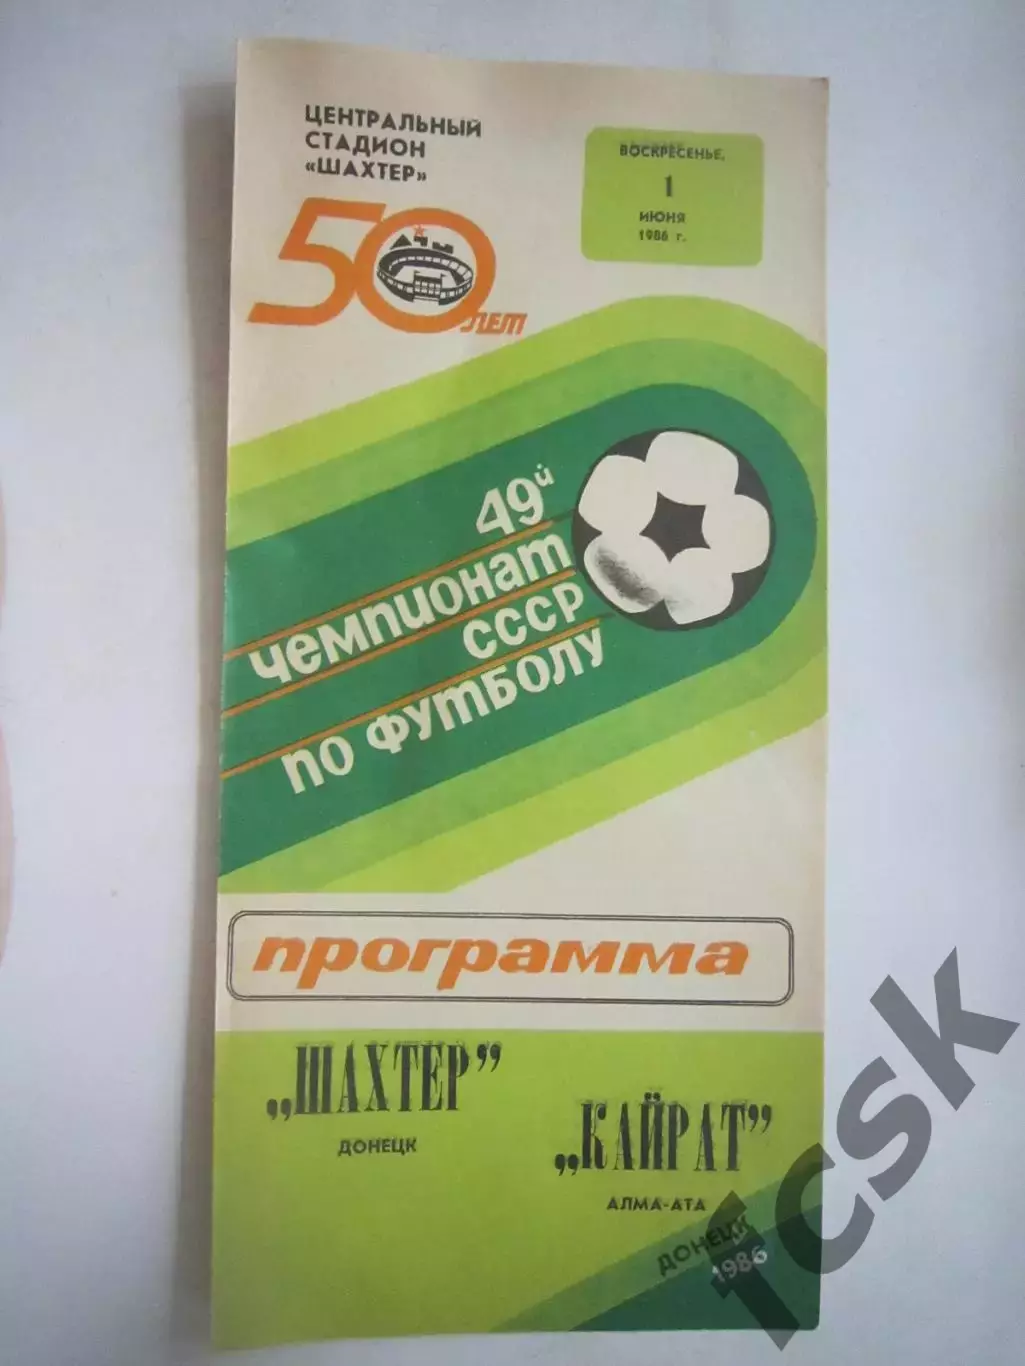 ЦЕНТРАЛЬНЫЙ
СТАДИОН
«ШАХТЕР»
50
лет
ВОСКРЕСЕНЬЕ,
1
ИЮНЯ
1986 г.
49й
чемпионат
СССР
по футболу
программа
„ШАХТЕР”
ДОНЕЦК
„КАЙРАТ”
АЛМА-АТА
ДОНЕЦК
1986
fcsk